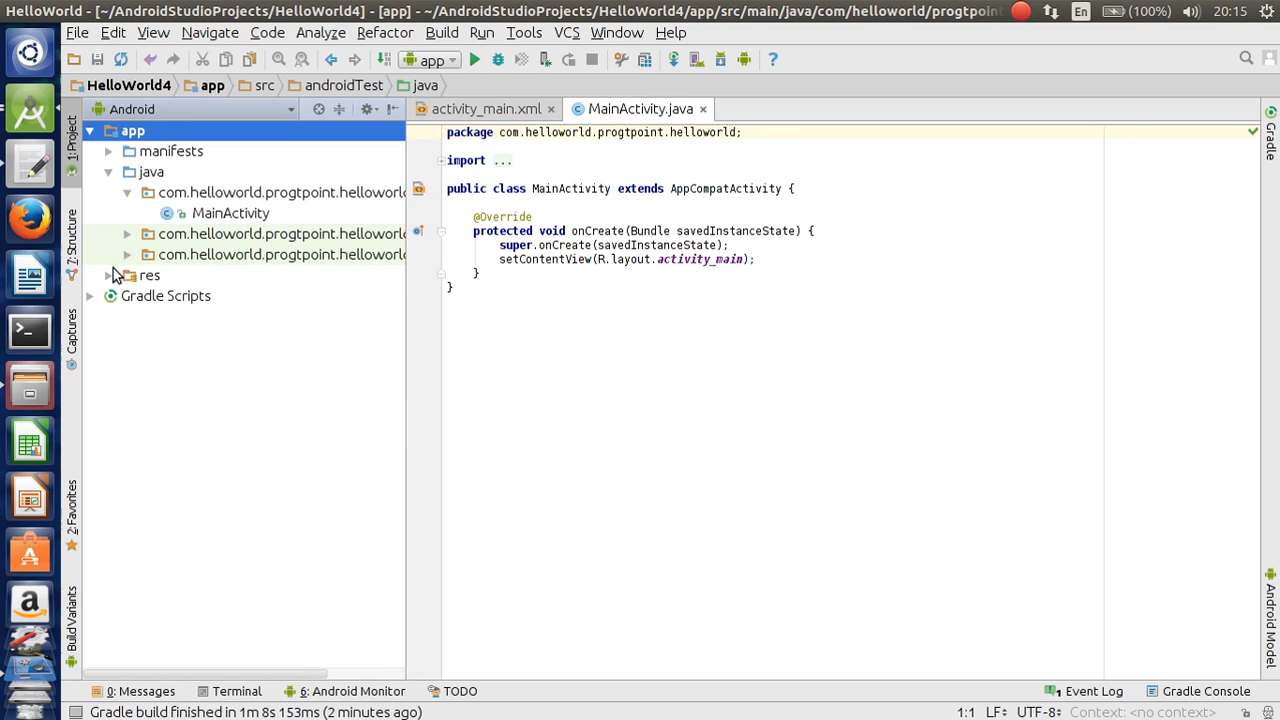 HelloWorld - [~/AndroidStudioProjects/HelloWorld4] - [app] - ~/AndroidStudioProjects/HelloWorld4/app/src/main/java/com/helloworld/progtpoint En (100%) 20:15
File Edit View Navigate Code Analyze Refactor Build Run Tools VCS Window Help
app
HelloWorld4 app src androidTest java
1: Project
7: Structure
Captures
2: Favorites
Build Variants
Android
app
manifests
java
com.helloworld.progtpoint.helloworl
MainActivity
com.helloworld.progtpoint.helloworl
com.helloworld.progtpoint.helloworl
res
Gradle Scripts
activity_main.xml MainActivity.java
package com.helloworld.progtpoint.helloworld;
import ...
public class MainActivity extends AppCompatActivity {
@Override
protected void onCreate(Bundle savedInstanceState) {
super.onCreate(savedInstanceState);
setContentView(R.layout.activity_main);
}
}
Gradle
Android Model
0: Messages Terminal 6: Android Monitor TODO Event Log Gradle Console
Gradle build finished in 1m 8s 153ms (2 minutes ago) 1:1 LF÷ UTF-8÷ Context: <no context>